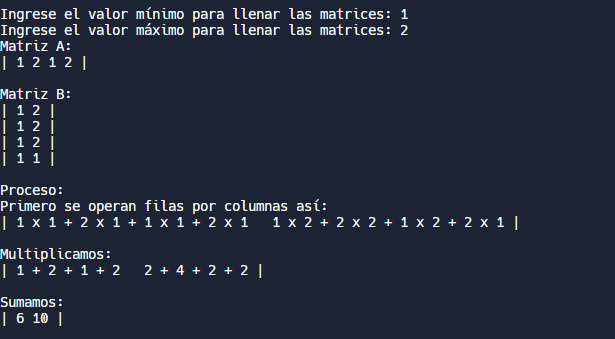 Ingrese el valor mínimo para llenar las matrices: 1
Ingrese el valor máximo para llenar las matrices: 2
Matriz A:
| 1 2 1 2 |
Matriz B:
| 1 2 |
| 1 2 |
| 1 2 |
| 1 1 |
Proceso:
Primero se operan filas por columnas así:
| 1 x 1 + 2 x 1 + 1 x 1 + 2 x 1   1 x 2 + 2 x 2 + 1 x 2 + 2 x 1 |
Multiplicamos:
| 1 + 2 + 1 + 2   2 + 4 + 2 + 2 |
Sumamos:
| 6 10 |